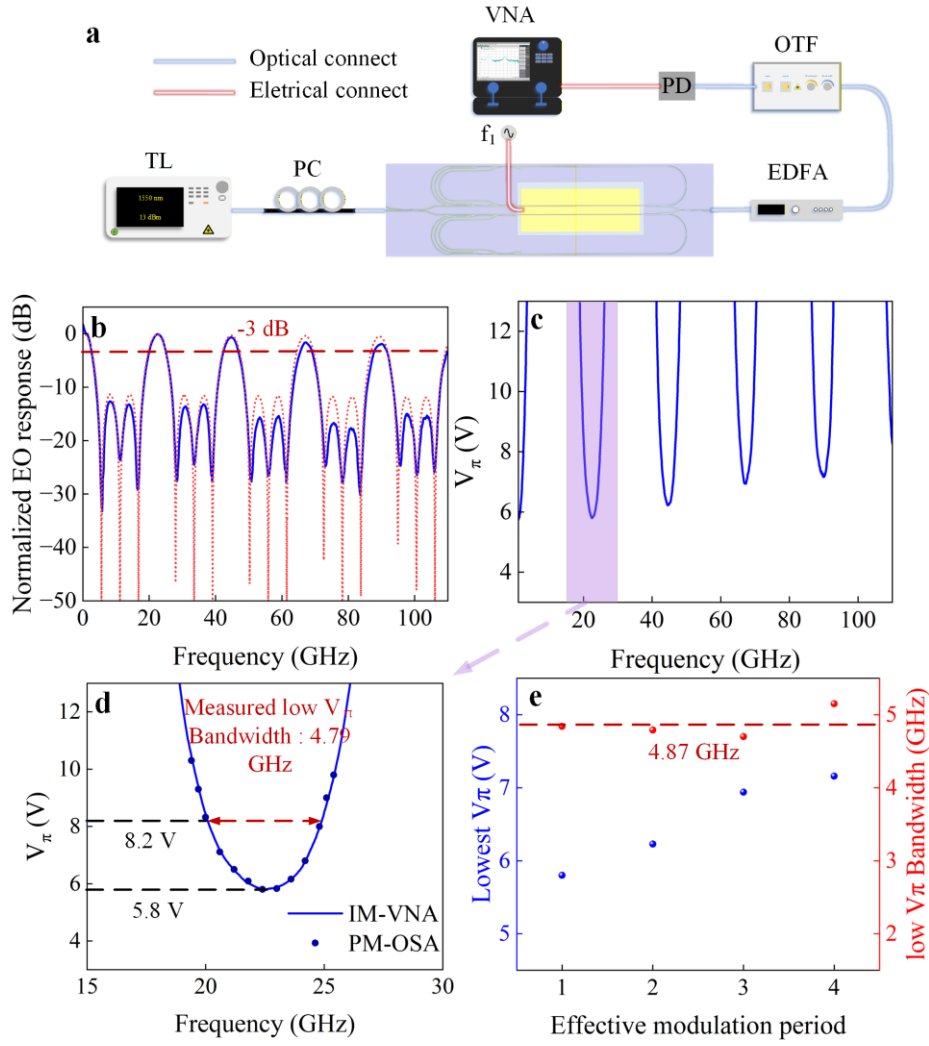 a
VNA
OTF
Optical connect
Eletrical connect
PD
f1
TL
PC
EDFA
1550 nm
13 dBm
b
-3 dB
0
−10
−20
−30
−40
−50
Normalized EO response (dB)
0 20 40 60 80 100
Frequency (GHz)
c
12
10
8
6
4
Vπ (V)
20 40 60 80 100
Frequency (GHz)
d
Measured low Vπ
Bandwidth : 4.79
GHz
12
10
8
6
4
Vπ (V)
8.2 V
5.8 V
IM-VNA
PM-OSA
15 20 25 30
Frequency (GHz)
e
8
7
6
5
Lowest Vπ (V)
4.87 GHz
5
4
3
2
low Vπ Bandwidth (GHz)
1 2 3 4
Effective modulation period